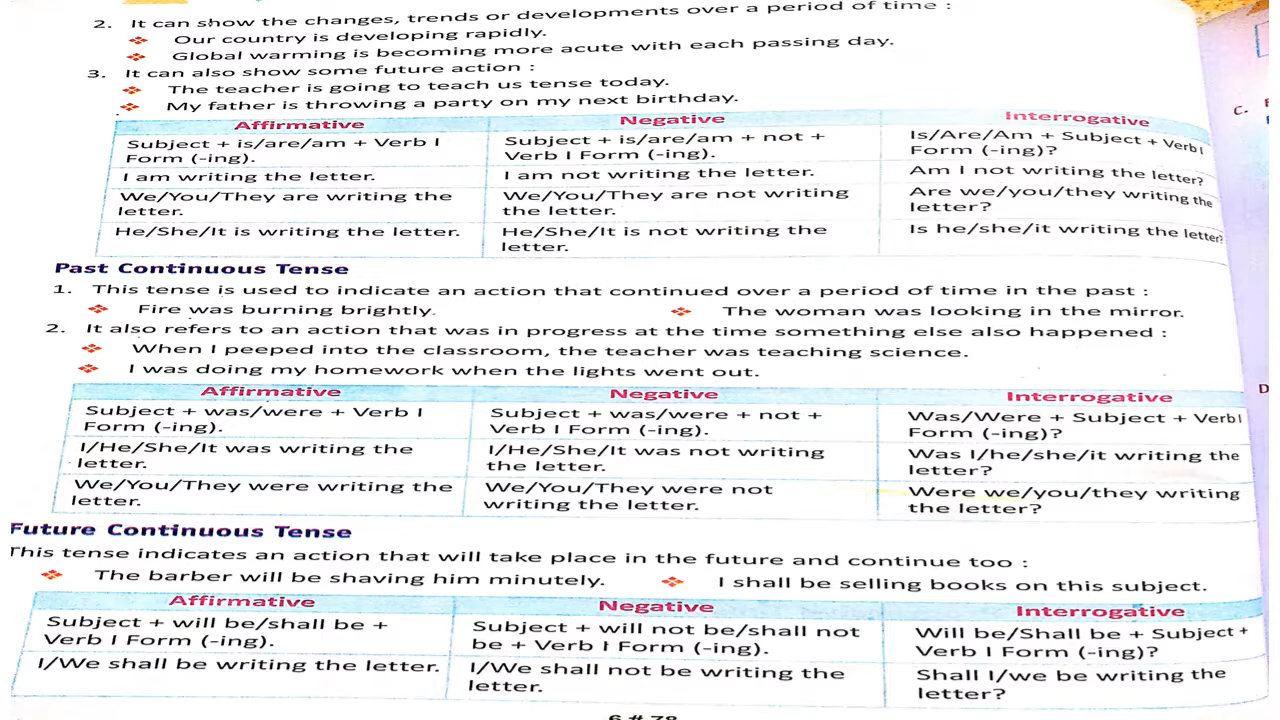 2. It can show the changes, trends or developments over a period of time :
❖ Our country is developing rapidly.
❖ Global warming is becoming more acute with each passing day.
3. It can also show some future action :
❖ The teacher is going to teach us tense today.
❖ My father is throwing a party on my next birthday.
Affirmative Negative Interrogative
Subject + is/are/am + Verb I
Form (-ing).
Subject + is/are/am + not +
Verb I Form (-ing).
Is/Are/Am + Subject + Verb I
Form (-ing)?
I am writing the letter.
I am not writing the letter.
Am I not writing the letter?
We/You/They are writing the
letter.
We/You/They are not writing
the letter.
Are we/you/they writing the
letter?
He/She/It is writing the letter.
He/She/It is not writing the
letter.
Is he/she/it writing the letter?
Past Continuous Tense
1. This tense is used to indicate an action that continued over a period of time in the past :
❖ Fire was burning brightly. ❖ The woman was looking in the mirror.
2. It also refers to an action that was in progress at the time something else also happened :
❖ When I peeped into the classroom, the teacher was teaching science.
❖ I was doing my homework when the lights went out.
Affirmative Negative Interrogative
Subject + was/were + Verb I
Form (-ing).
Subject + was/were + not +
Verb I Form (-ing).
Was/Were + Subject + Verb I
Form (-ing)?
I/He/She/It was writing the
letter.
I/He/She/It was not writing
the letter.
Was I/he/she/it writing the
letter?
We/You/They were writing the
letter.
We/You/They were not
writing the letter.
Were we/you/they writing
the letter?
Future Continuous Tense
This tense indicates an action that will take place in the future and continue too :
❖ The barber will be shaving him minutely. ❖ I shall be selling books on this subject.
Affirmative Negative Interrogative
Subject + will be/shall be +
Verb I Form (-ing).
Subject + will not be/shall not
be + Verb I Form (-ing).
Will be/Shall be + Subject +
Verb I Form (-ing)?
I/We shall be writing the letter.
I/We shall not be writing the
letter.
Shall I/we be writing the
letter?
C.
D